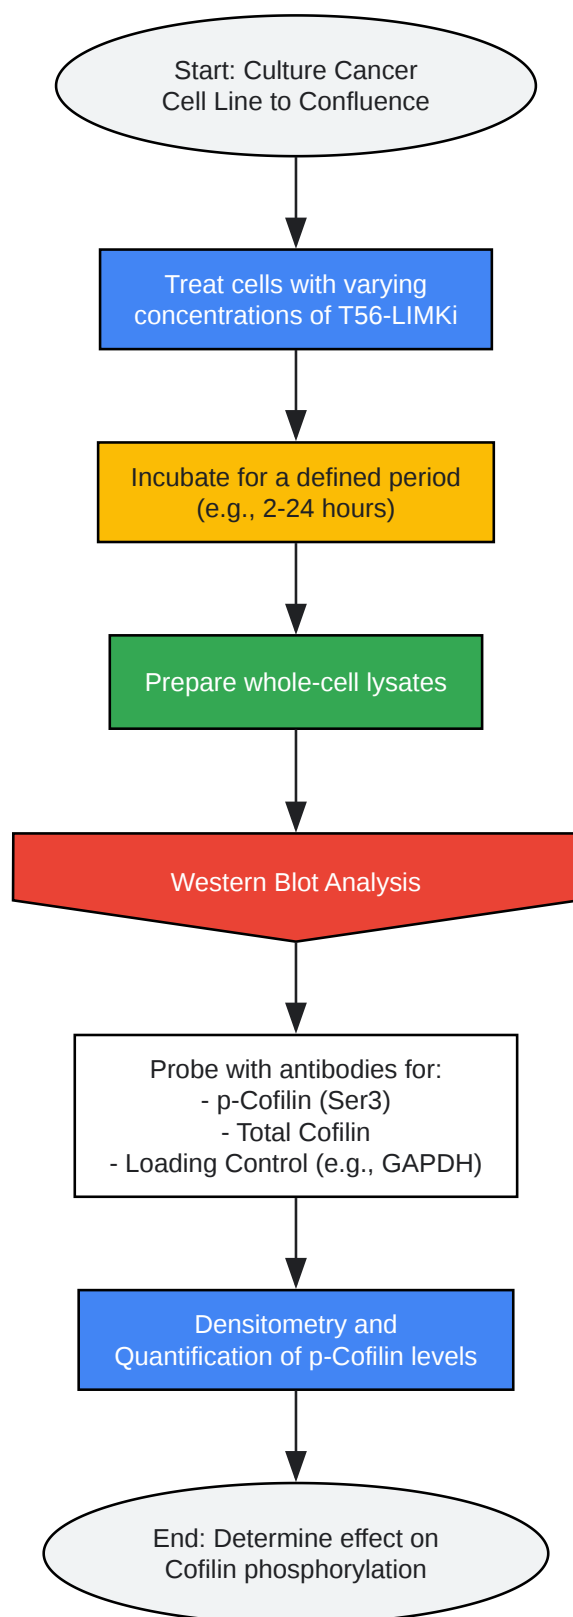 Start: Culture Cancer
Cell Line to Confluence
Treat cells with varying
concentrations of T56-LIMKi
Incubate for a defined period
(e.g., 2-24 hours)
Prepare whole-cell lysates
Western Blot Analysis
Probe with antibodies for:
- p-Cofilin (Ser3)
- Total Cofilin
- Loading Control (e.g., GAPDH)
Densitometry and
Quantification of p-Cofilin levels
End: Determine effect on
Cofilin phosphorylation